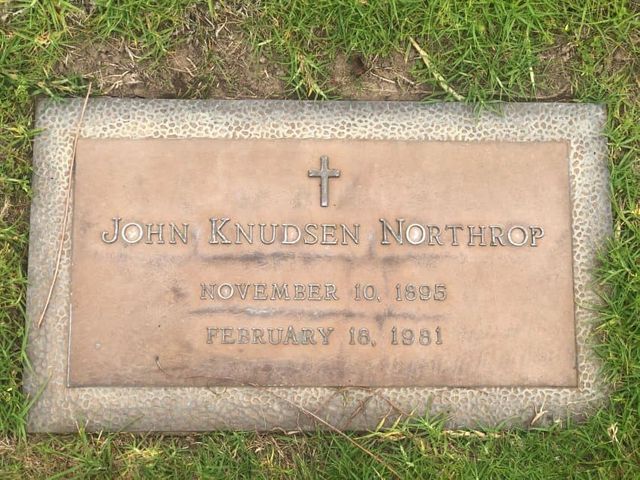 John Knudsen Northrop
NOVEMBER 10, 1895
FEBRUARY 18, 1981